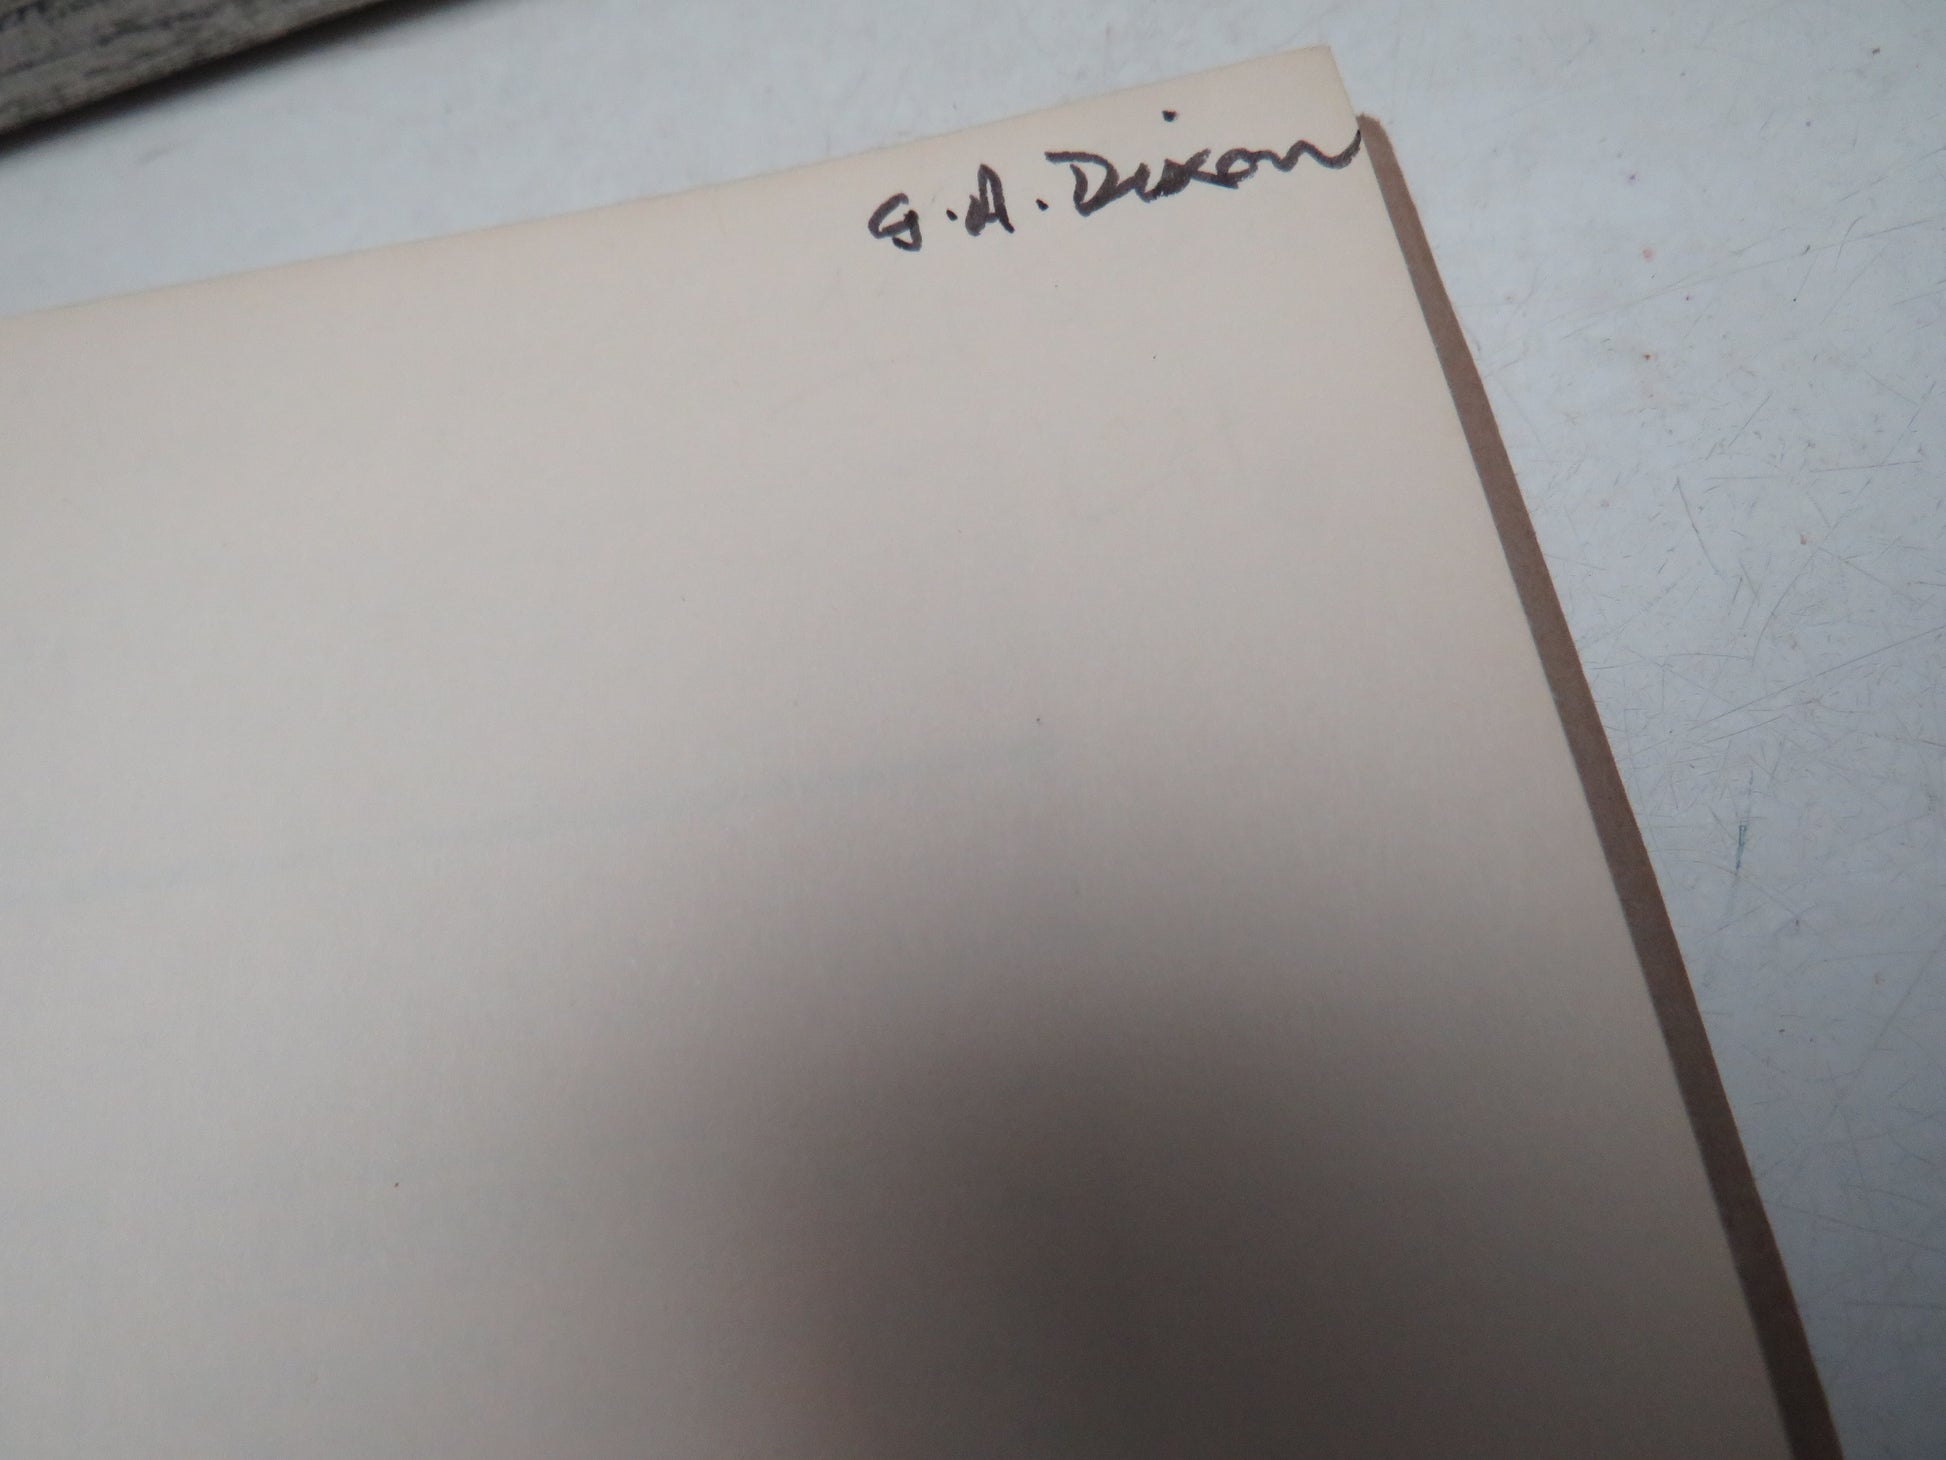 G. A. Dixon